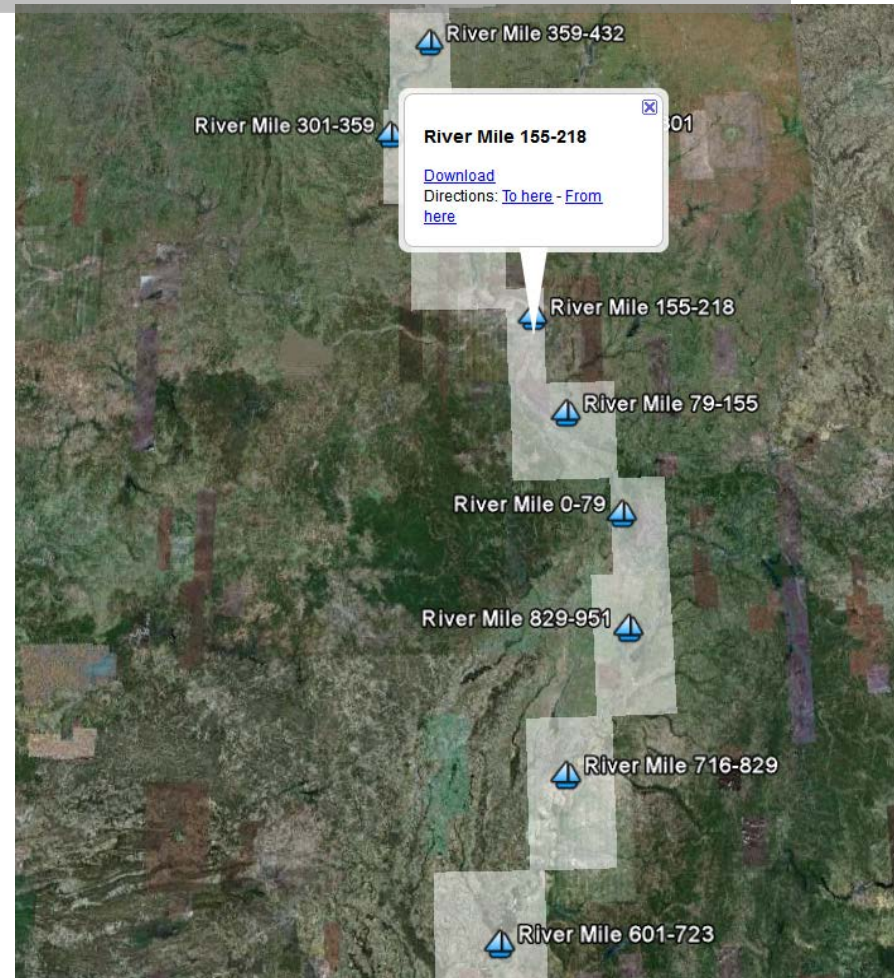 River Mile 359-432
River Mile 301-359
301
River Mile 155-218
Download
Directions: To here - From
here
River Mile 155-218
River Mile 79-155
River Mile 0-79
River Mile 829-951
River Mile 716-829
River Mile 601-723